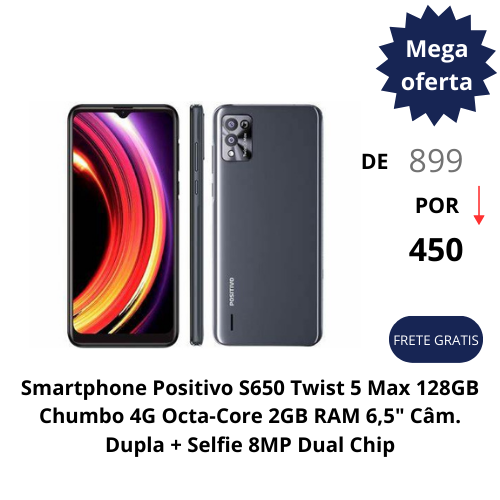 Mega
oferta
DE 899
POR
450
POSITIVO
FRETE GRATIS
Smartphone Positivo S650 Twist 5 Max 128GB
Chumbo 4G Octa-Core 2GB RAM 6,5" Câm.
Dupla + Selfie 8MP Dual Chip